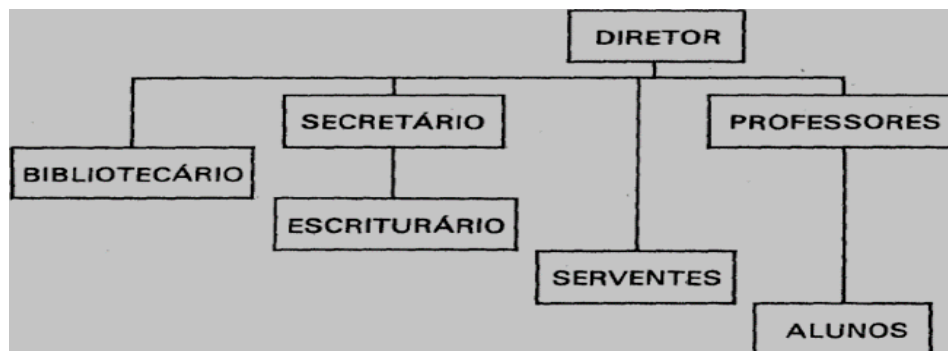 DIRETOR
SECRETÁRIO
PROFESSORES
BIBLIOTECÁRIO
ESCRITURÁRIO
SERVENTES
ALUNOS